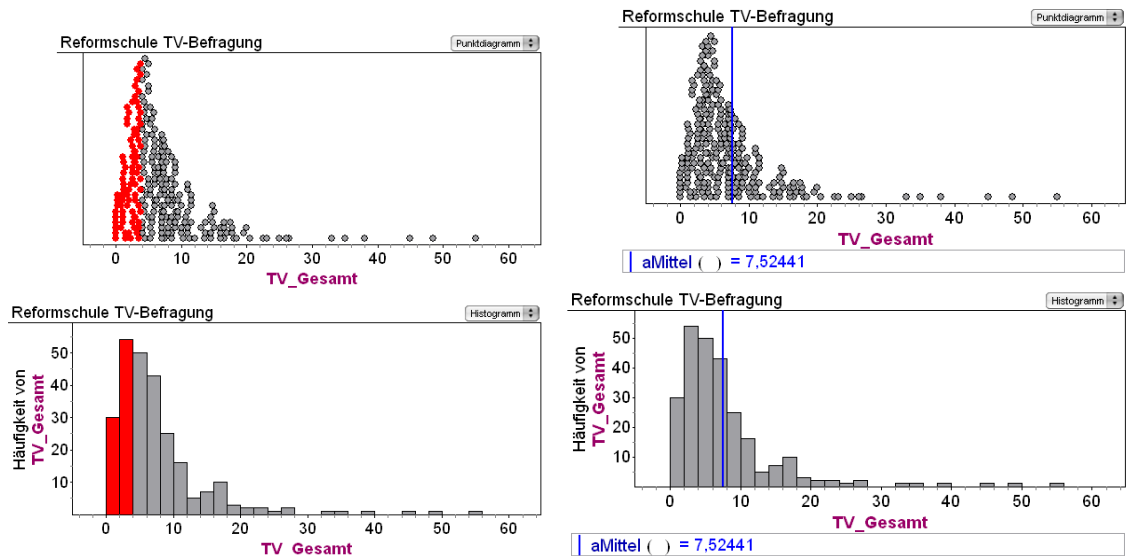 Reformschule TV-Befragung
Punktdiagramm
0 10 20 30 40 50 60
TV_Gesamt
Reformschule TV-Befragung
Punktdiagramm
0 10 20 30 40 50 60
TV_Gesamt
aMittel ( ) = 7,52441
Reformschule TV-Befragung
Histogramm
Häufigkeit von
TV_Gesamt
50
40
30
20
10
0 10 20 30 40 50 60
TV_Gesamt
Reformschule TV-Befragung
Histogramm
Häufigkeit von
TV_Gesamt
50
40
30
20
10
0 10 20 30 40 50 60
TV_Gesamt
aMittel ( ) = 7,52441